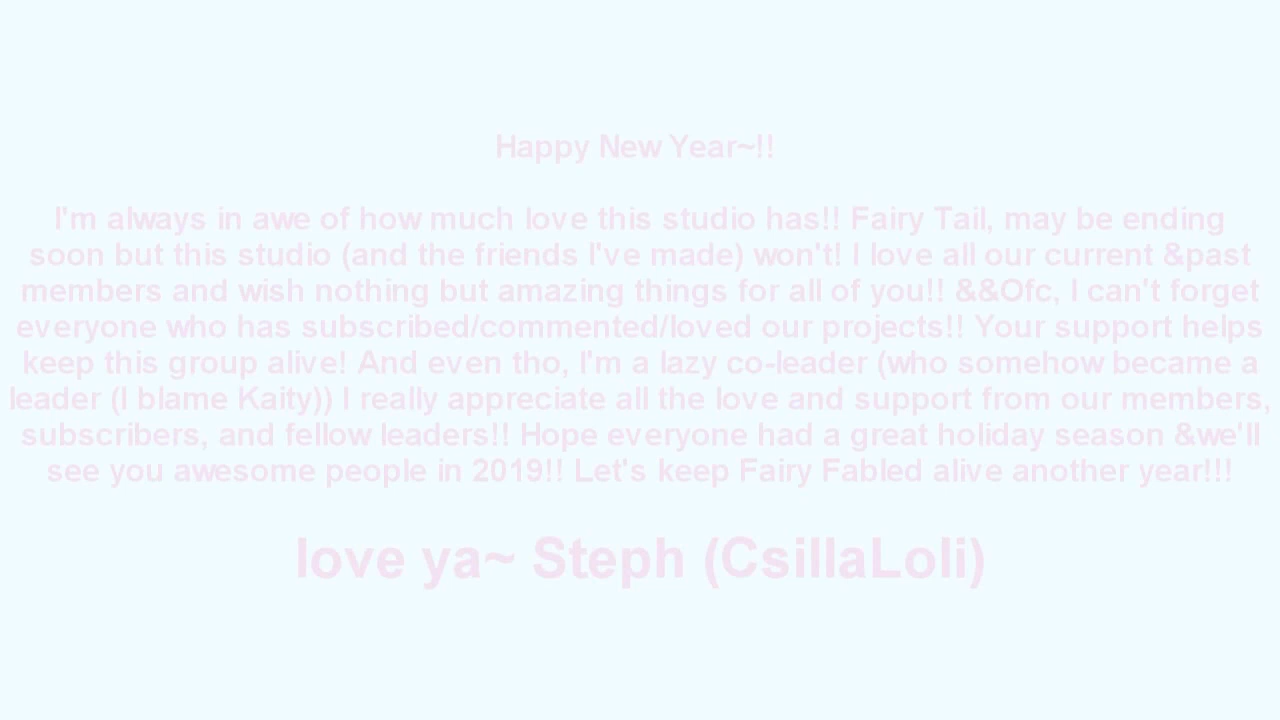 Happy New Year~!!
I'm always in awe of how much love this studio has!! Fairy Tail, may be ending
soon but this studio (and the friends I've made) won't! I love all our current &past
members and wish nothing but amazing things for all of you!! &&Ofc, I can't forget
everyone who has subscribed/commented/loved our projects!! Your support helps
keep this group alive! And even tho, I'm a lazy co-leader (who somehow became a
leader (I blame Kaity)) I really appreciate all the love and support from our members,
subscribers, and fellow leaders!! Hope everyone had a great holiday season &we'll
see you awesome people in 2019!! Let's keep Fairy Fabled alive another year!!!
love ya~ Steph (CsillaLoli)